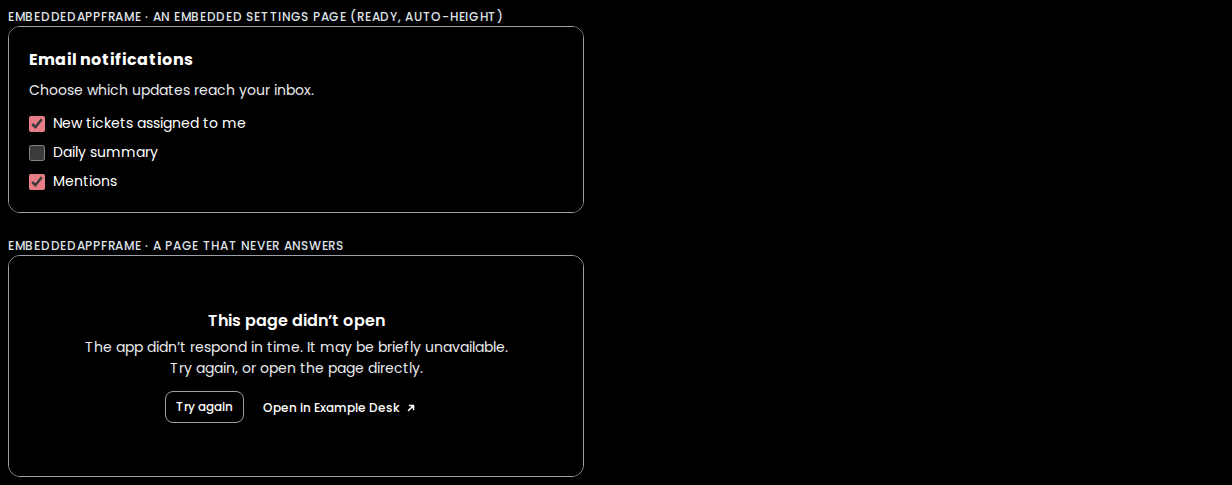 EMBEDDEDAPPFRAME · AN EMBEDDED SETTINGS PAGE (READY, AUTO-HEIGHT)
Email notifications
Choose which updates reach your inbox.
New tickets assigned to me
Daily summary
Mentions
EMBEDDEDAPPFRAME · A PAGE THAT NEVER ANSWERS
This page didn’t open
The app didn’t respond in time. It may be briefly unavailable.
Try again, or open the page directly.
Try again
Open in Example Desk ↗